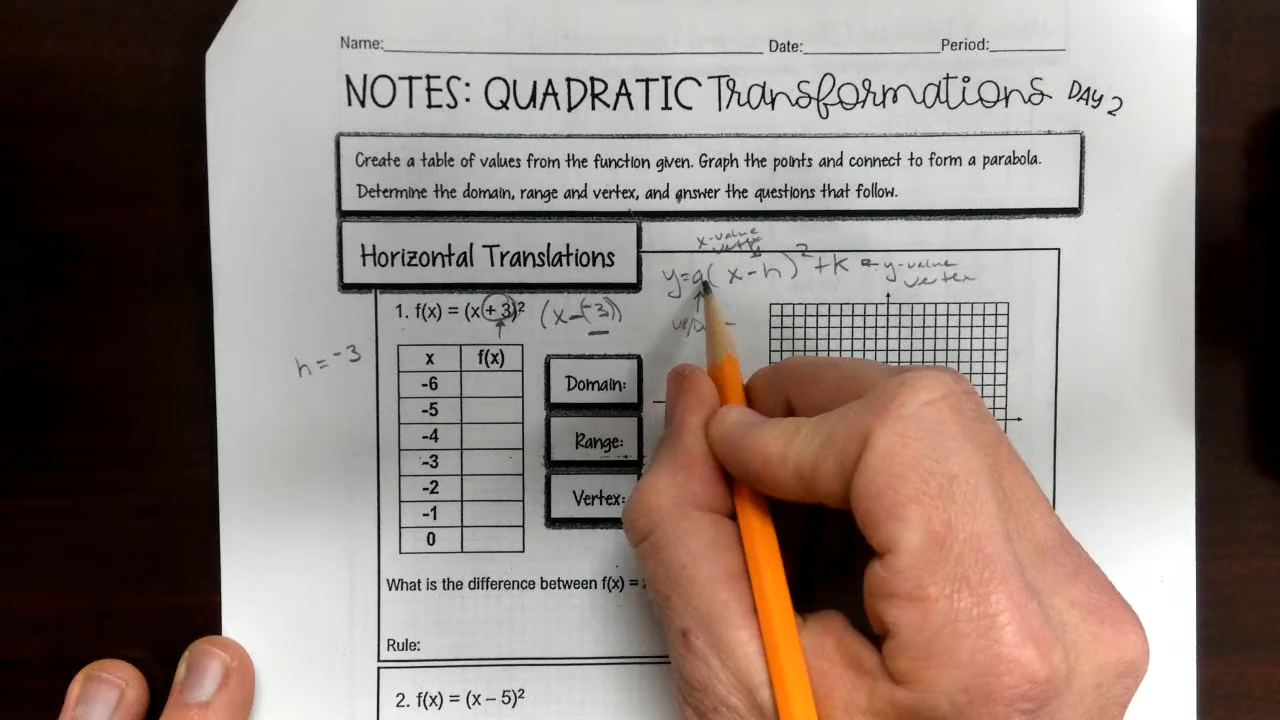 Name: Date: Period:
NOTES: QUADRATIC Transformations DAY 2
Create a table of values from the function given. Graph the points and connect to form a parabola.
Determine the domain, range and vertex, and answer the questions that follow.
Horizontal Translations
x-value
y=a(x-h)²+k ← y-value
vertex
1. f(x) = (x + 3)² (x-(-3))
h = -3
x f(x)
-6
-5
-4
-3
-2
-1
0
Domain:
Range:
Vertex:
What is the difference between f(x) =
Rule:
2. f(x) = (x – 5)²